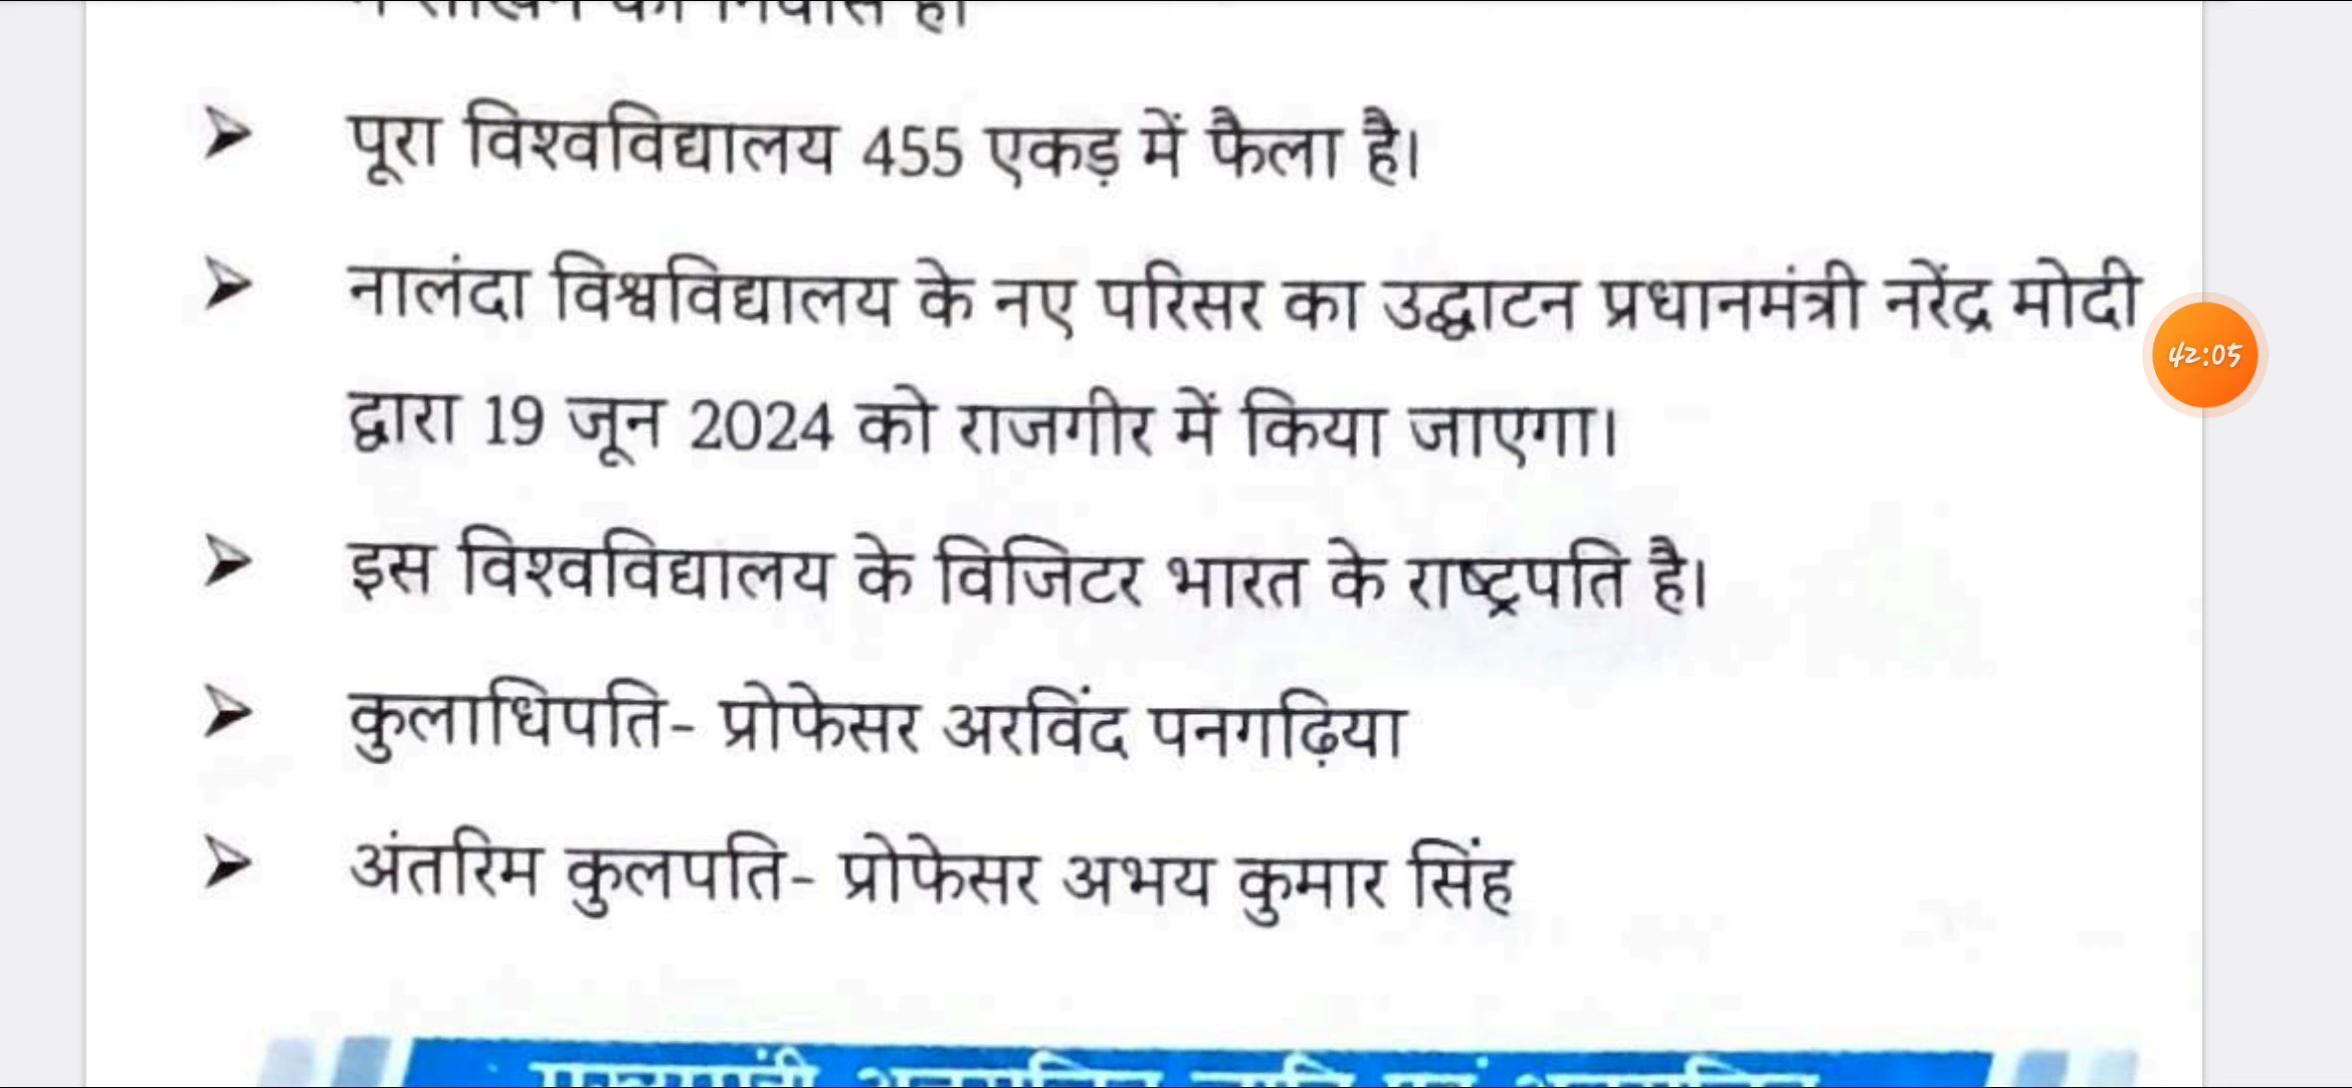 का निवास है।
➤ पूरा विश्वविद्यालय 455 एकड़ में फैला है।
➤ नालंदा विश्वविद्यालय के नए परिसर का उद्घाटन प्रधानमंत्री नरेंद्र मोदी
द्वारा 19 जून 2024 को राजगीर में किया जाएगा।
➤ इस विश्वविद्यालय के विजिटर भारत के राष्ट्रपति है।
➤ कुलाधिपति- प्रोफेसर अरविंद पनगढ़िया
➤ अंतरिम कुलपति- प्रोफेसर अभय कुमार सिंह
42:05